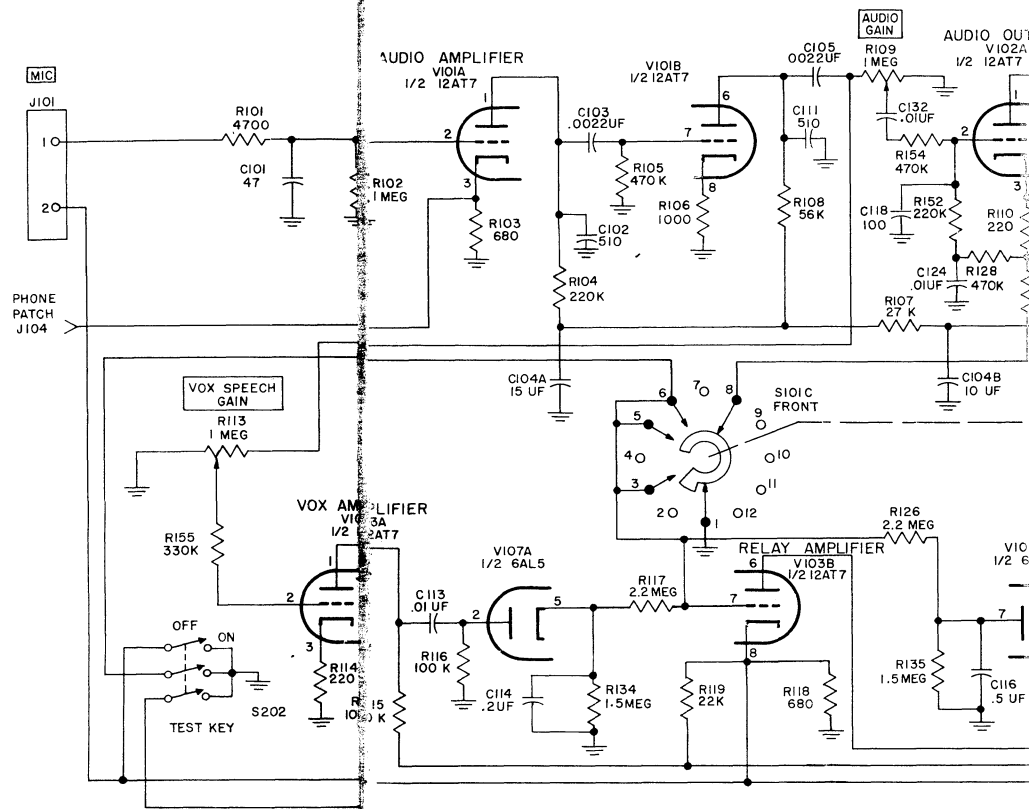 MIC
J101
1
2
R101
4700
C101
47
R102
1 MEG
AUDIO AMPLIFIER
V101A
1/2 12AT7
1
2
3
R103
680
C103
.0022UF
C102
510
R104
220K
R105
470 K
V101B
1/2 12AT7
6
7
8
R106
1000
C105
.0022UF
C111
510
R108
56K
AUDIO
GAIN
R109
1 MEG
C132
.01UF
R154
470K
AUDIO OUT
V102A
1/2 12AT7
1
2
3
C118
100
R152
220K
R110
220
C124
.01UF
R128
470K
R107
27 K
C104B
10 UF
PHONE
PATCH
J104
C104A
15 UF
VOX SPEECH
GAIN
R113
1 MEG
R155
330K
S101C
FRONT
1
2
3
4
5
6
7
8
9
10
11
12
VOX AMPLIFIER
V103A
1/2 12AT7
1
2
3
R114
220
C113
.01 UF
R116
100 K
V107A
1/2 6AL5
2
5
C114
.2UF
R134
1.5MEG
R117
2.2MEG
RELAY AMPLIFIER
V103B
1/2 12AT7
6
7
8
R119
22K
R118
680
R126
2.2 MEG
R135
1.5MEG
C116
.5 UF
V10
1/2 6
7
OFF
ON
S202
TEST KEY